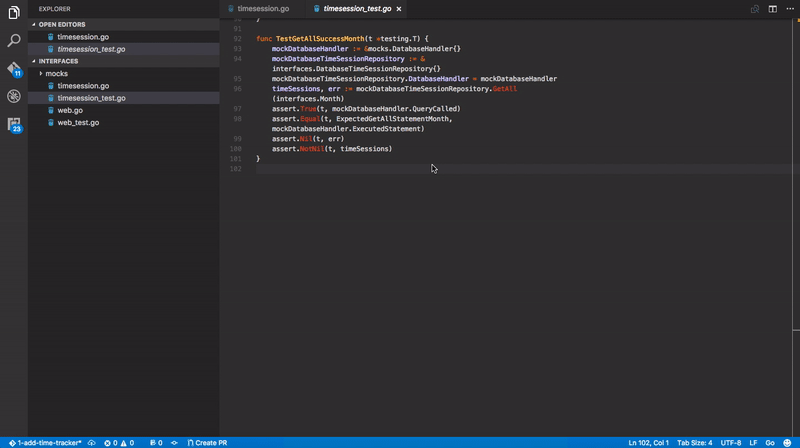 EXPLORER
OPEN EDITORS
timesession.go
timesession_test.go
INTERFACES
mocks
timesession.go
timesession_test.go
web.go
web_test.go
11
23
timesession.go
timesession_test.go ×
90 }
91
92 func TestGetAllSuccessMonth(t *testing.T) {
93 mockDatabaseHandler := &mocks.DatabaseHandler{}
94 mockDatabaseTimeSessionRepository := &
interfaces.DatabaseTimeSessionRepository{}
95 mockDatabaseTimeSessionRepository.DatabaseHandler = mockDatabaseHandler
96 timeSessions, err := mockDatabaseTimeSessionRepository.GetAll
(interfaces.Month)
97 assert.True(t, mockDatabaseHandler.QueryCalled)
98 assert.Equal(t, ExpectedGetAllStatementMonth,
mockDatabaseHandler.ExecutedStatement)
99 assert.Nil(t, err)
100 assert.NotNil(t, timeSessions)
101 }
102
1-add-time-tracker* 0 0 0 Create PR Ln 102, Col 1 Tab Size: 4 UTF-8 LF Go